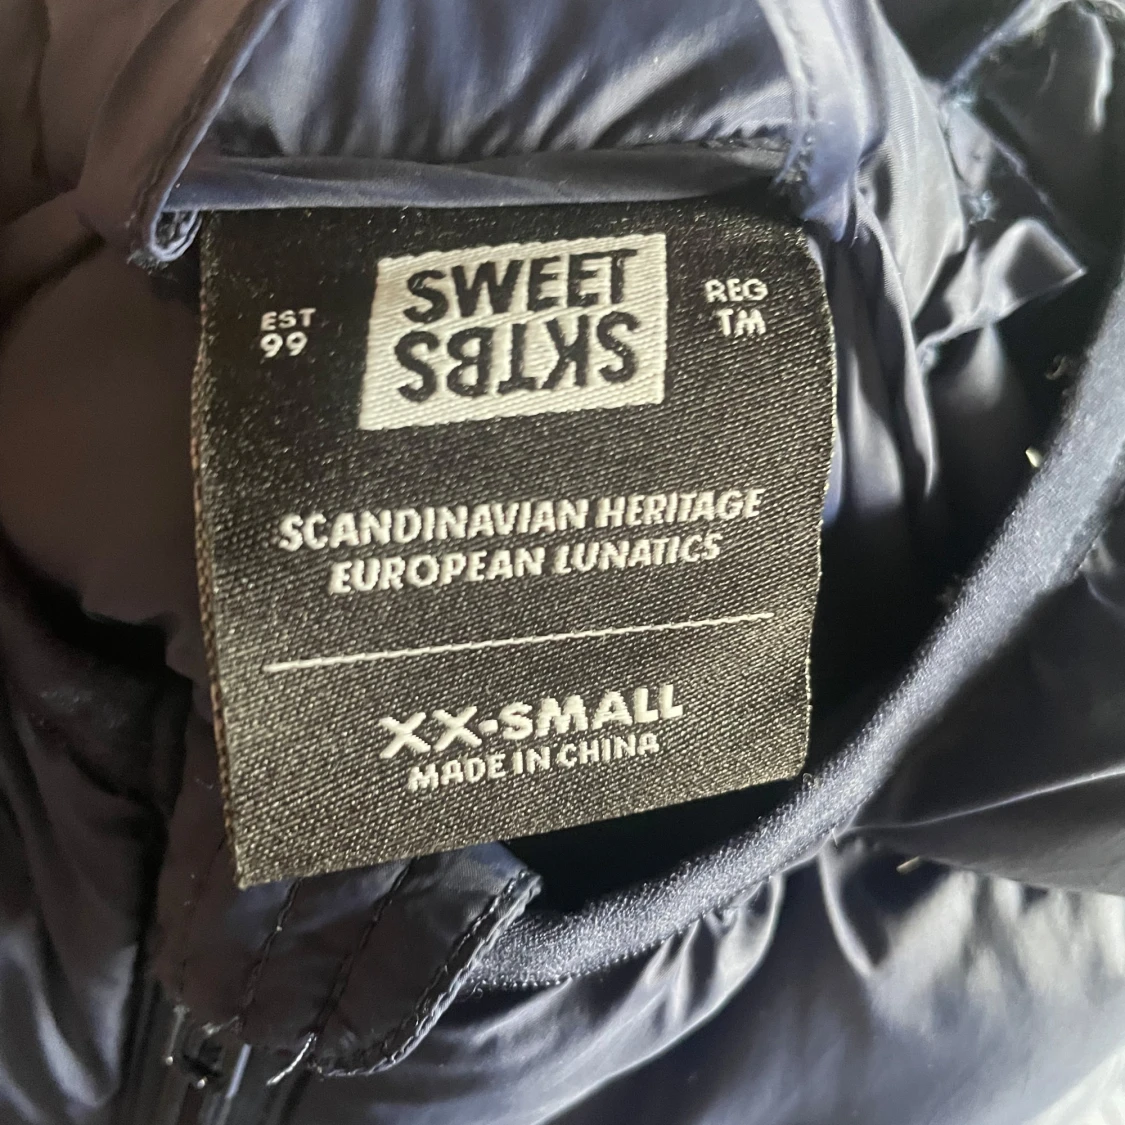 EST
99
SWEET
SKTBS
REG
TM
SCANDINAVIAN HERITAGE
EUROPEAN LUNATICS
XX-SMALL
MADE IN CHINA